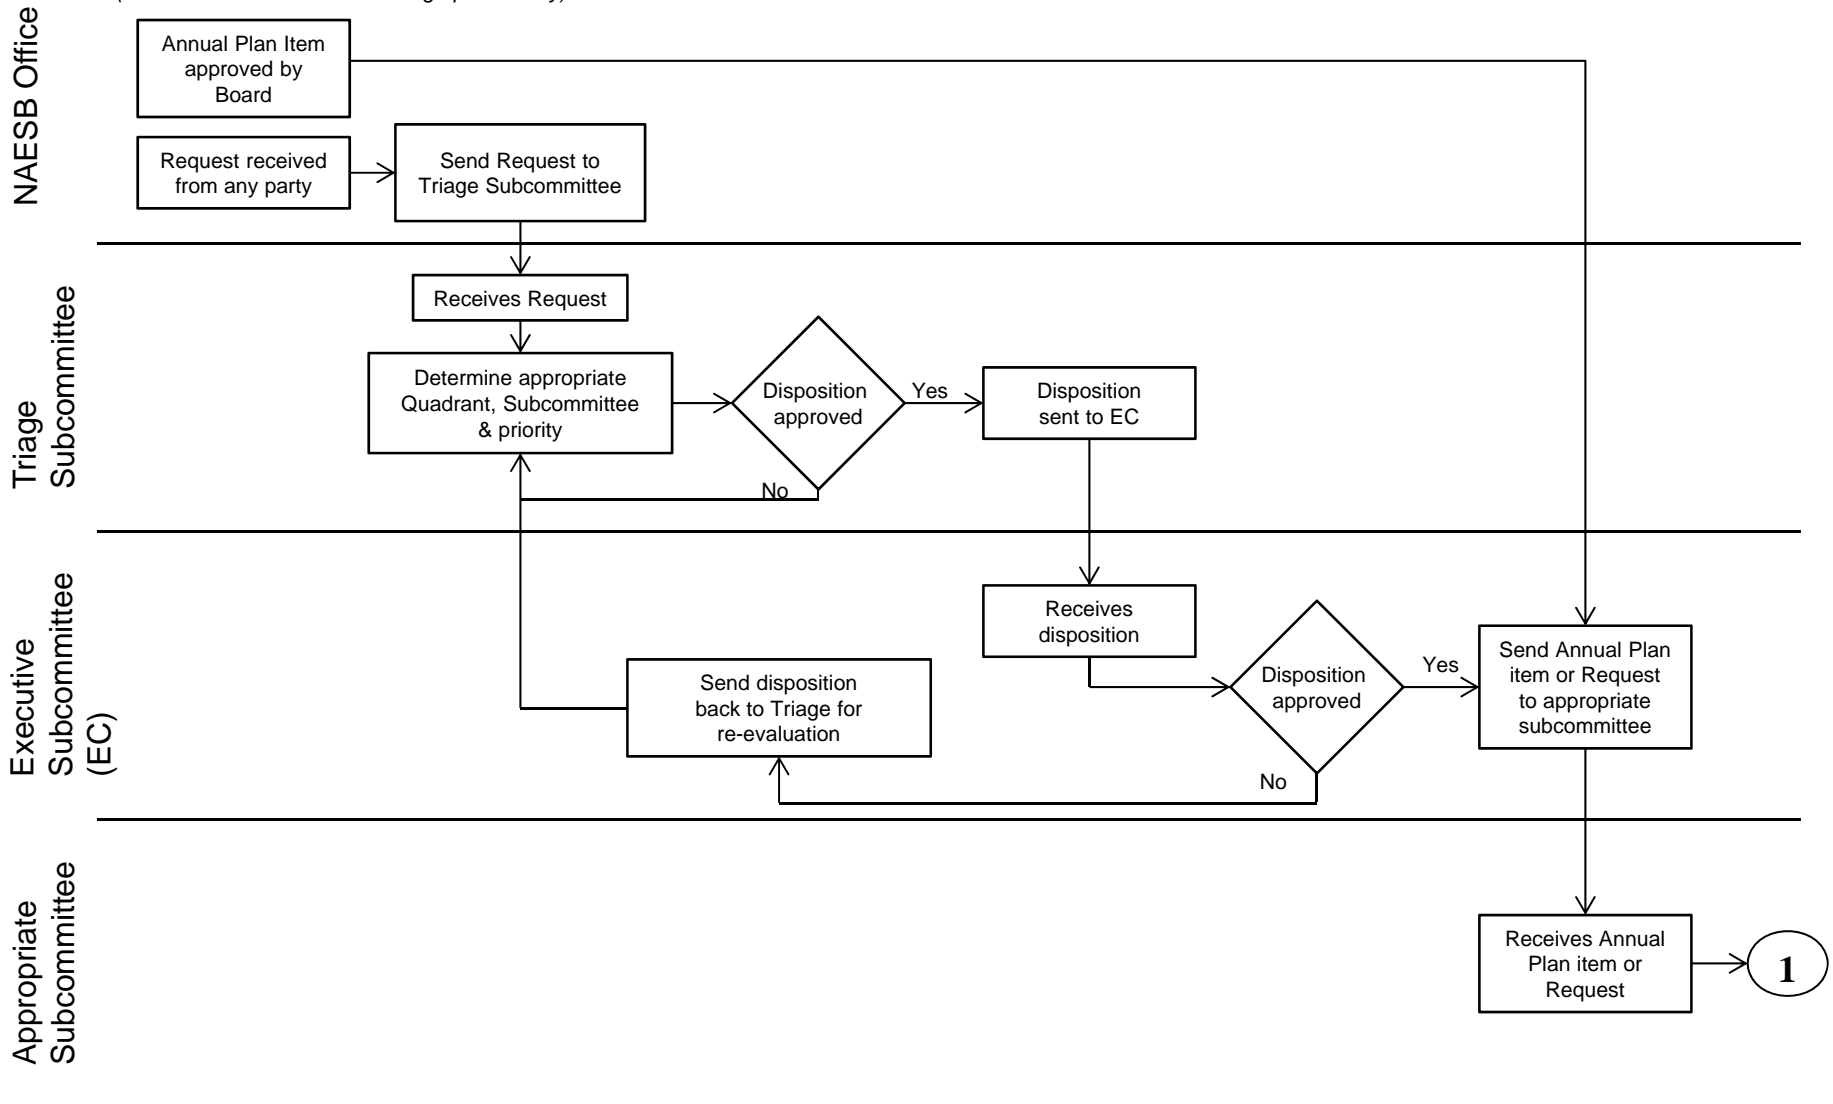 NAESB Office
Annual Plan Item
approved by
Board
Request received
from any party
Send Request to
Triage Subcommittee
Triage
Subcommittee
Receives Request
Determine appropriate
Quadrant, Subcommittee
& priority
Disposition
approved
Yes
No
Disposition
sent to EC
Executive
Subcommittee
(EC)
Receives
disposition
Disposition
approved
Yes
No
Send Annual Plan
item or Request
to appropriate
subcommittee
Send disposition
back to Triage for
re-evaluation
Appropriate
Subcommittee
Receives Annual
Plan item or
Request
1